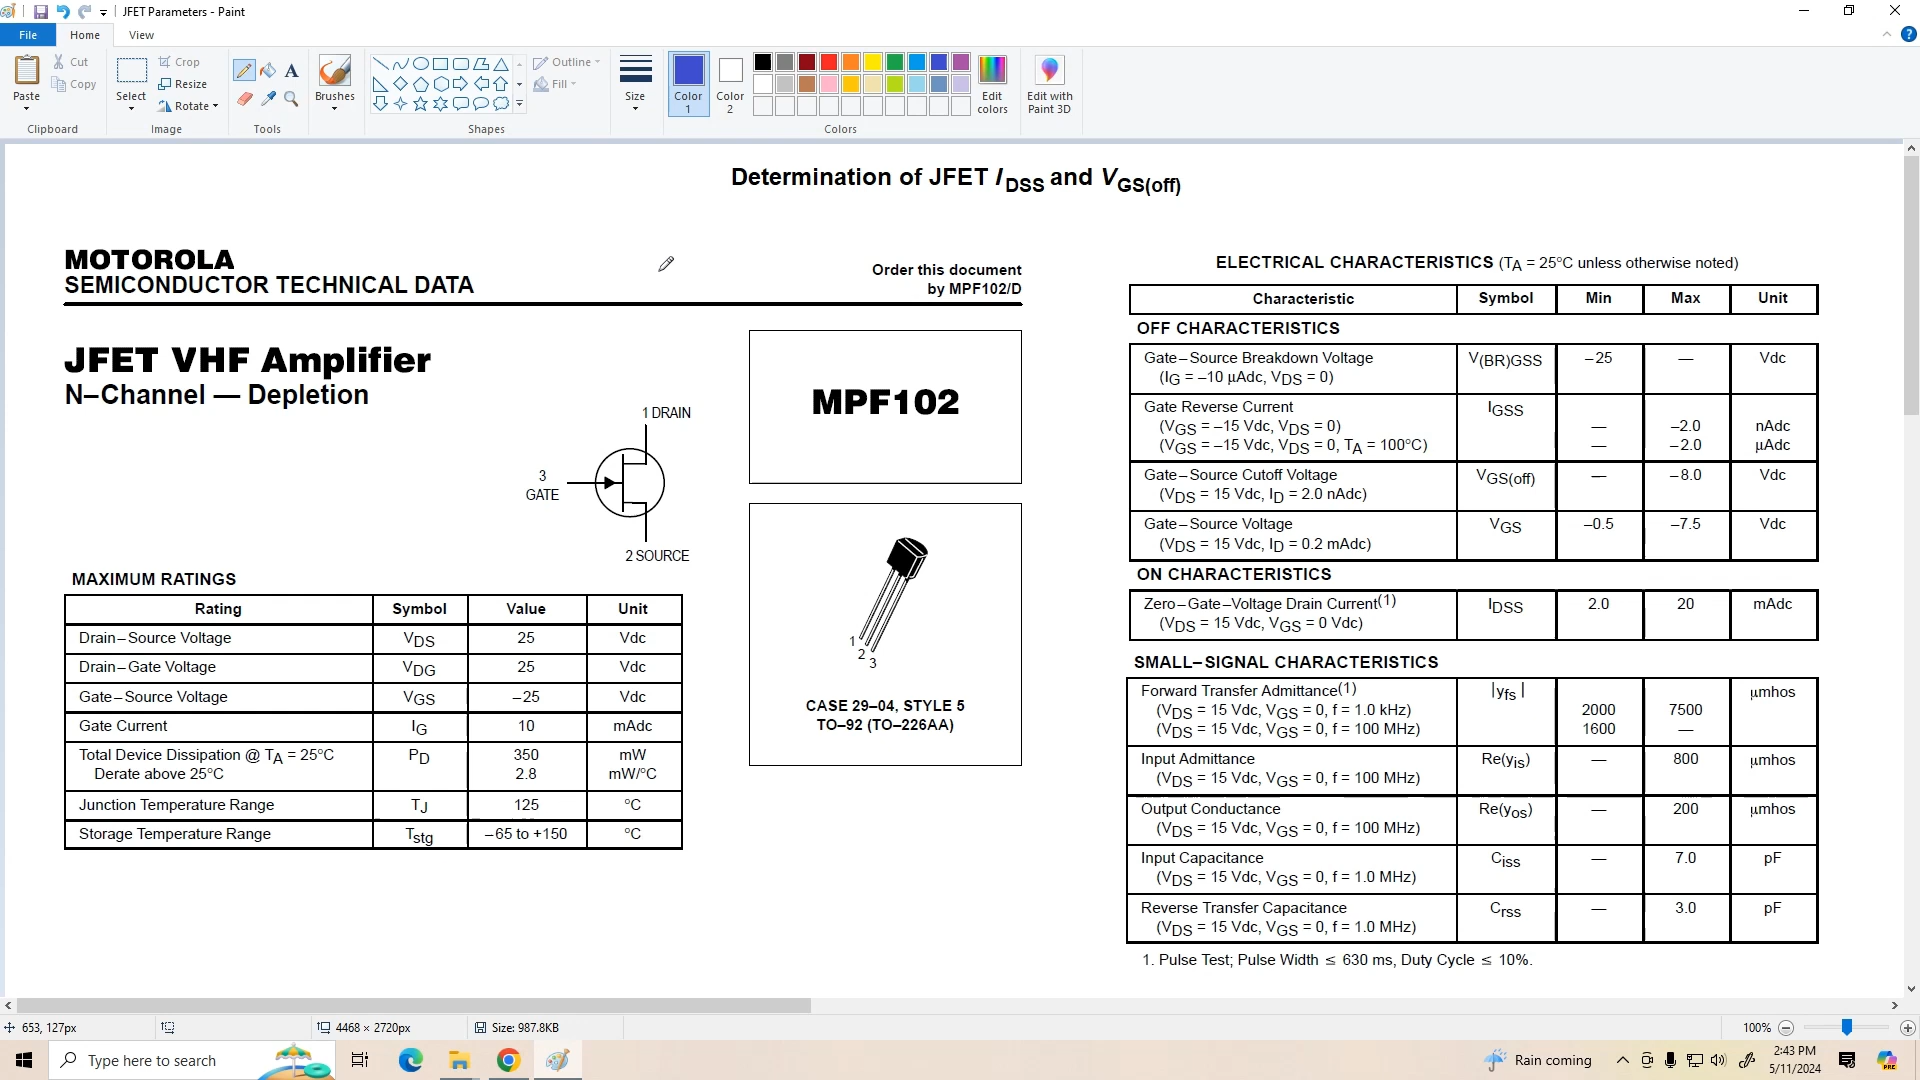 JFET Parameters - Paint
File Home View
Paste
Cut
Copy
Clipboard
Select
Crop
Resize
Rotate
Image
Tools
Brushes
Shapes
Outline
Fill
Size
Color 1
Color 2
Edit colors
Colors
Edit with Paint 3D
Determination of JFET I DSS and VGS(off)
MOTOROLA
SEMICONDUCTOR TECHNICAL DATA
Order this document
by MPF102/D
JFET VHF Amplifier
N–Channel — Depletion
1 DRAIN
3
GATE
2 SOURCE
MPF102
1
2
3
CASE 29–04, STYLE 5
TO–92 (TO–226AA)
MAXIMUM RATINGS
Rating Symbol Value Unit
Drain–Source Voltage VDS 25 Vdc
Drain–Gate Voltage VDG 25 Vdc
Gate–Source Voltage VGS –25 Vdc
Gate Current IG 10 mAdc
Total Device Dissipation @ TA = 25°C PD 350 mW
Derate above 25°C 2.8 mW/°C
Junction Temperature Range TJ 125 °C
Storage Temperature Range Tstg –65 to +150 °C
ELECTRICAL CHARACTERISTICS (TA = 25°C unless otherwise noted)
Characteristic Symbol Min Max Unit
OFF CHARACTERISTICS
Gate–Source Breakdown Voltage V(BR)GSS –25 — Vdc
(IG = –10 µAdc, VDS = 0)
Gate Reverse Current IGSS
(VGS = –15 Vdc, VDS = 0) — –2.0 nAdc
(VGS = –15 Vdc, VDS = 0, TA = 100°C) — –2.0 µAdc
Gate–Source Cutoff Voltage VGS(off) — –8.0 Vdc
(VDS = 15 Vdc, ID = 2.0 nAdc)
Gate–Source Voltage VGS –0.5 –7.5 Vdc
(VDS = 15 Vdc, ID = 0.2 mAdc)
ON CHARACTERISTICS
Zero–Gate–Voltage Drain Current(1) IDSS 2.0 20 mAdc
(VDS = 15 Vdc, VGS = 0 Vdc)
SMALL–SIGNAL CHARACTERISTICS
Forward Transfer Admittance(1) |yfs | µmhos
(VDS = 15 Vdc, VGS = 0, f = 1.0 kHz) 2000 7500
(VDS = 15 Vdc, VGS = 0, f = 100 MHz) 1600 —
Input Admittance Re(yis) — 800 µmhos
(VDS = 15 Vdc, VGS = 0, f = 100 MHz)
Output Conductance Re(yos) — 200 µmhos
(VDS = 15 Vdc, VGS = 0, f = 100 MHz)
Input Capacitance Ciss — 7.0 pF
(VDS = 15 Vdc, VGS = 0, f = 1.0 MHz)
Reverse Transfer Capacitance Crss — 3.0 pF
(VDS = 15 Vdc, VGS = 0, f = 1.0 MHz)
1. Pulse Test; Pulse Width ≤ 630 ms, Duty Cycle ≤ 10%.
653, 127px
4468 × 2720px
Size: 987.8KB
100%
Type here to search
Rain coming
2:43 PM
5/11/2024